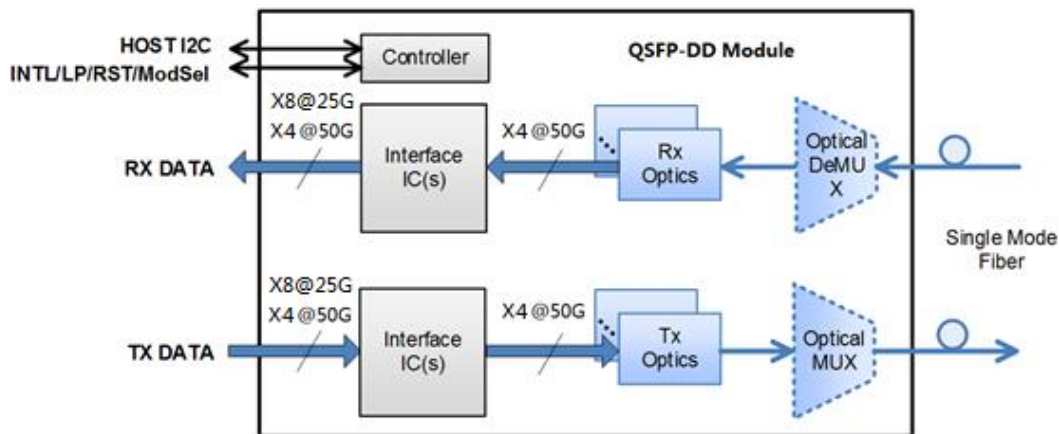 HOST I2C
INTL/LP/RST/ModSel
Controller
QSFP-DD Module
X8@25G
X4@50G
RX DATA
Interface
IC(s)
X4@50G
Rx
Optics
Optical
DeMU
X
Single Mode
Fiber
X8@25G
X4@50G
TX DATA
Interface
IC(s)
X4@50G
Tx
Optics
Optical
MUX